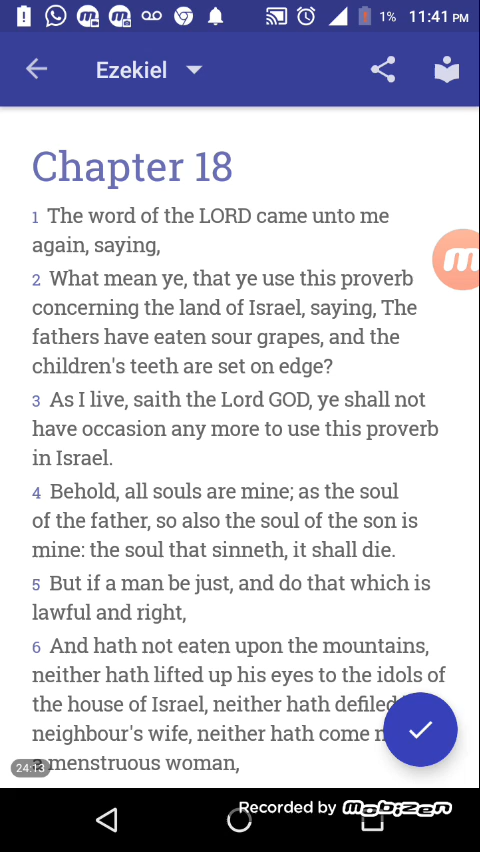 1% 11:41 PM
Ezekiel
Chapter 18
1 The word of the LORD came unto me
again, saying,
2 What mean ye, that ye use this proverb
concerning the land of Israel, saying, The
fathers have eaten sour grapes, and the
children's teeth are set on edge?
3 As I live, saith the Lord GOD, ye shall not
have occasion any more to use this proverb
in Israel.
4 Behold, all souls are mine; as the soul
of the father, so also the soul of the son is
mine: the soul that sinneth, it shall die.
5 But if a man be just, and do that which is
lawful and right,
6 And hath not eaten upon the mountains,
neither hath lifted up his eyes to the idols of
the house of Israel, neither hath defiled
neighbour's wife, neither hath come
menstruous woman,
24:13
Recorded by mobizen